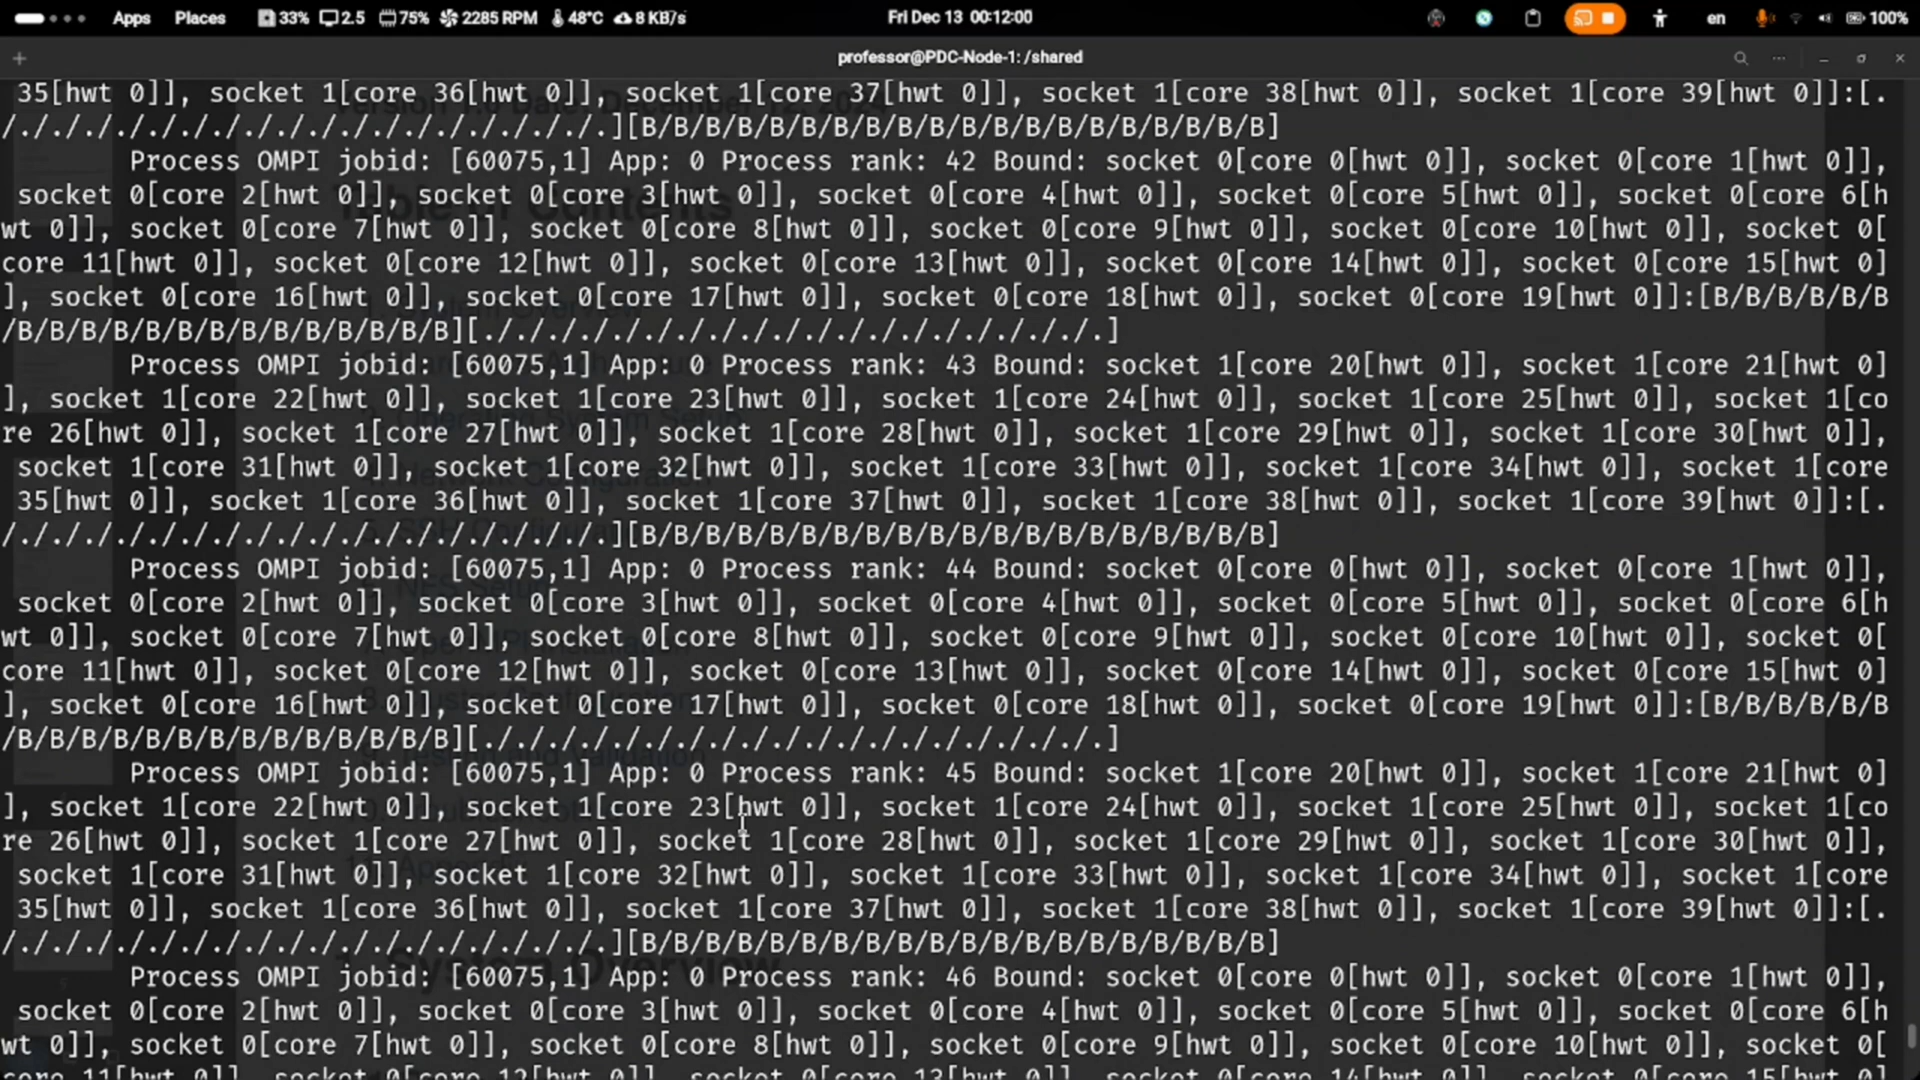 Apps Places 33% 2.5 75% 2285 RPM 48°C 8 KB/s Fri Dec 13 00:12:00 en 100%
professor@PDC-Node-1: /shared
35[hwt 0]], socket 1[core 36[hwt 0]], socket 1[core 37[hwt 0]], socket 1[core 38[hwt 0]], socket 1[core 39[hwt 0]]:[.
/./././././././././././././././././././.][B/B/B/B/B/B/B/B/B/B/B/B/B/B/B/B/B/B/B/B]
Process OMPI jobid: [60075,1] App: 0 Process rank: 42 Bound: socket 0[core 0[hwt 0]], socket 0[core 1[hwt 0]],
socket 0[core 2[hwt 0]], socket 0[core 3[hwt 0]], socket 0[core 4[hwt 0]], socket 0[core 5[hwt 0]], socket 0[core 6[h
wt 0]], socket 0[core 7[hwt 0]], socket 0[core 8[hwt 0]], socket 0[core 9[hwt 0]], socket 0[core 10[hwt 0]], socket 0[
core 11[hwt 0]], socket 0[core 12[hwt 0]], socket 0[core 13[hwt 0]], socket 0[core 14[hwt 0]], socket 0[core 15[hwt 0]
], socket 0[core 16[hwt 0]], socket 0[core 17[hwt 0]], socket 0[core 18[hwt 0]], socket 0[core 19[hwt 0]]:[B/B/B/B/B/B
/B/B/B/B/B/B/B/B/B/B/B/B/B/B][./././././././././././././././././././.]
Process OMPI jobid: [60075,1] App: 0 Process rank: 43 Bound: socket 1[core 20[hwt 0]], socket 1[core 21[hwt 0]
], socket 1[core 22[hwt 0]], socket 1[core 23[hwt 0]], socket 1[core 24[hwt 0]], socket 1[core 25[hwt 0]], socket 1[co
re 26[hwt 0]], socket 1[core 27[hwt 0]], socket 1[core 28[hwt 0]], socket 1[core 29[hwt 0]], socket 1[core 30[hwt 0]],
socket 1[core 31[hwt 0]], socket 1[core 32[hwt 0]], socket 1[core 33[hwt 0]], socket 1[core 34[hwt 0]], socket 1[core
35[hwt 0]], socket 1[core 36[hwt 0]], socket 1[core 37[hwt 0]], socket 1[core 38[hwt 0]], socket 1[core 39[hwt 0]]:[.
/./././././././././././././././././././.][B/B/B/B/B/B/B/B/B/B/B/B/B/B/B/B/B/B/B/B]
Process OMPI jobid: [60075,1] App: 0 Process rank: 44 Bound: socket 0[core 0[hwt 0]], socket 0[core 1[hwt 0]],
socket 0[core 2[hwt 0]], socket 0[core 3[hwt 0]], socket 0[core 4[hwt 0]], socket 0[core 5[hwt 0]], socket 0[core 6[h
wt 0]], socket 0[core 7[hwt 0]], socket 0[core 8[hwt 0]], socket 0[core 9[hwt 0]], socket 0[core 10[hwt 0]], socket 0[
core 11[hwt 0]], socket 0[core 12[hwt 0]], socket 0[core 13[hwt 0]], socket 0[core 14[hwt 0]], socket 0[core 15[hwt 0]
], socket 0[core 16[hwt 0]], socket 0[core 17[hwt 0]], socket 0[core 18[hwt 0]], socket 0[core 19[hwt 0]]:[B/B/B/B/B/B
/B/B/B/B/B/B/B/B/B/B/B/B/B/B][./././././././././././././././././././.]
Process OMPI jobid: [60075,1] App: 0 Process rank: 45 Bound: socket 1[core 20[hwt 0]], socket 1[core 21[hwt 0]
], socket 1[core 22[hwt 0]], socket 1[core 23[hwt 0]], socket 1[core 24[hwt 0]], socket 1[core 25[hwt 0]], socket 1[co
re 26[hwt 0]], socket 1[core 27[hwt 0]], socket 1[core 28[hwt 0]], socket 1[core 29[hwt 0]], socket 1[core 30[hwt 0]],
socket 1[core 31[hwt 0]], socket 1[core 32[hwt 0]], socket 1[core 33[hwt 0]], socket 1[core 34[hwt 0]], socket 1[core
35[hwt 0]], socket 1[core 36[hwt 0]], socket 1[core 37[hwt 0]], socket 1[core 38[hwt 0]], socket 1[core 39[hwt 0]]:[.
/./././././././././././././././././././.][B/B/B/B/B/B/B/B/B/B/B/B/B/B/B/B/B/B/B/B]
Process OMPI jobid: [60075,1] App: 0 Process rank: 46 Bound: socket 0[core 0[hwt 0]], socket 0[core 1[hwt 0]],
socket 0[core 2[hwt 0]], socket 0[core 3[hwt 0]], socket 0[core 4[hwt 0]], socket 0[core 5[hwt 0]], socket 0[core 6[h
wt 0]], socket 0[core 7[hwt 0]], socket 0[core 8[hwt 0]], socket 0[core 9[hwt 0]], socket 0[core 10[hwt 0]], socket 0[
core 11[hwt 0]], socket 0[core 12[hwt 0]], socket 0[core 13[hwt 0]], socket 0[core 14[hwt 0]], socket 0[core 15[hwt 0]